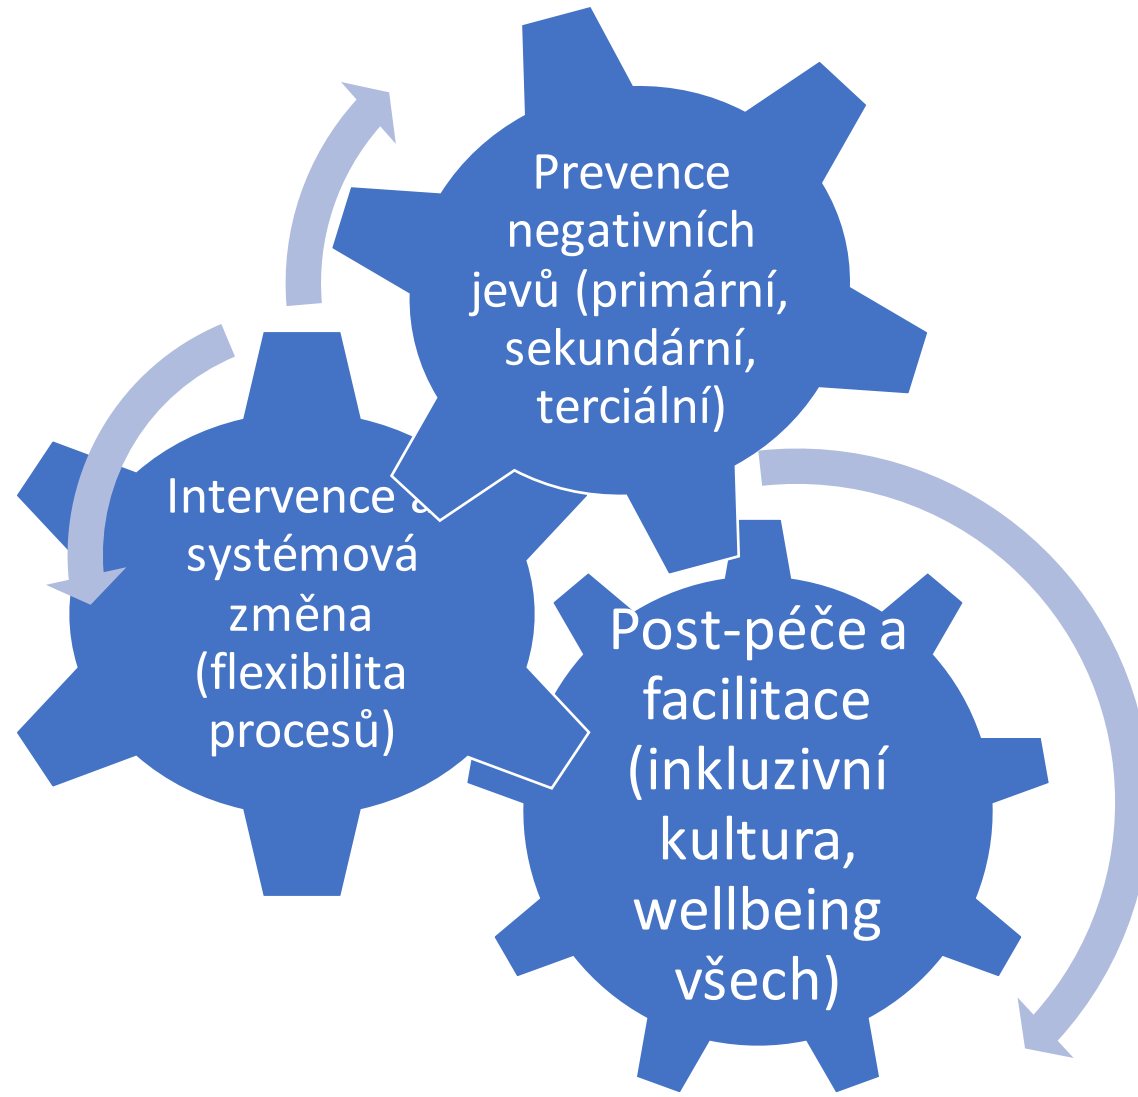 Prevence
negativních
jevů (primární,
sekundární,
terciální)
Intervence a
systémová
změna
(flexibilita
procesů)
Post-péče a
facilitace
(inkluzivní
kultura,
wellbeing
všech)